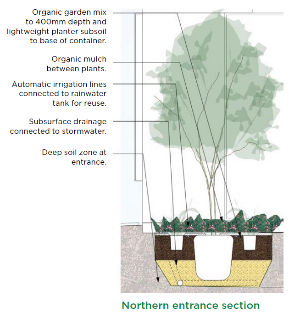 Organic garden mix
to 400mm depth and
lightweight planter subsoil
to base of container.
Organic mulch
between plants.
Automatic irrigation lines
connected to rainwater
tank for reuse.
Subsurface drainage
connected to stormwater.
Deep soil zone at
entrance.
Northern entrance section